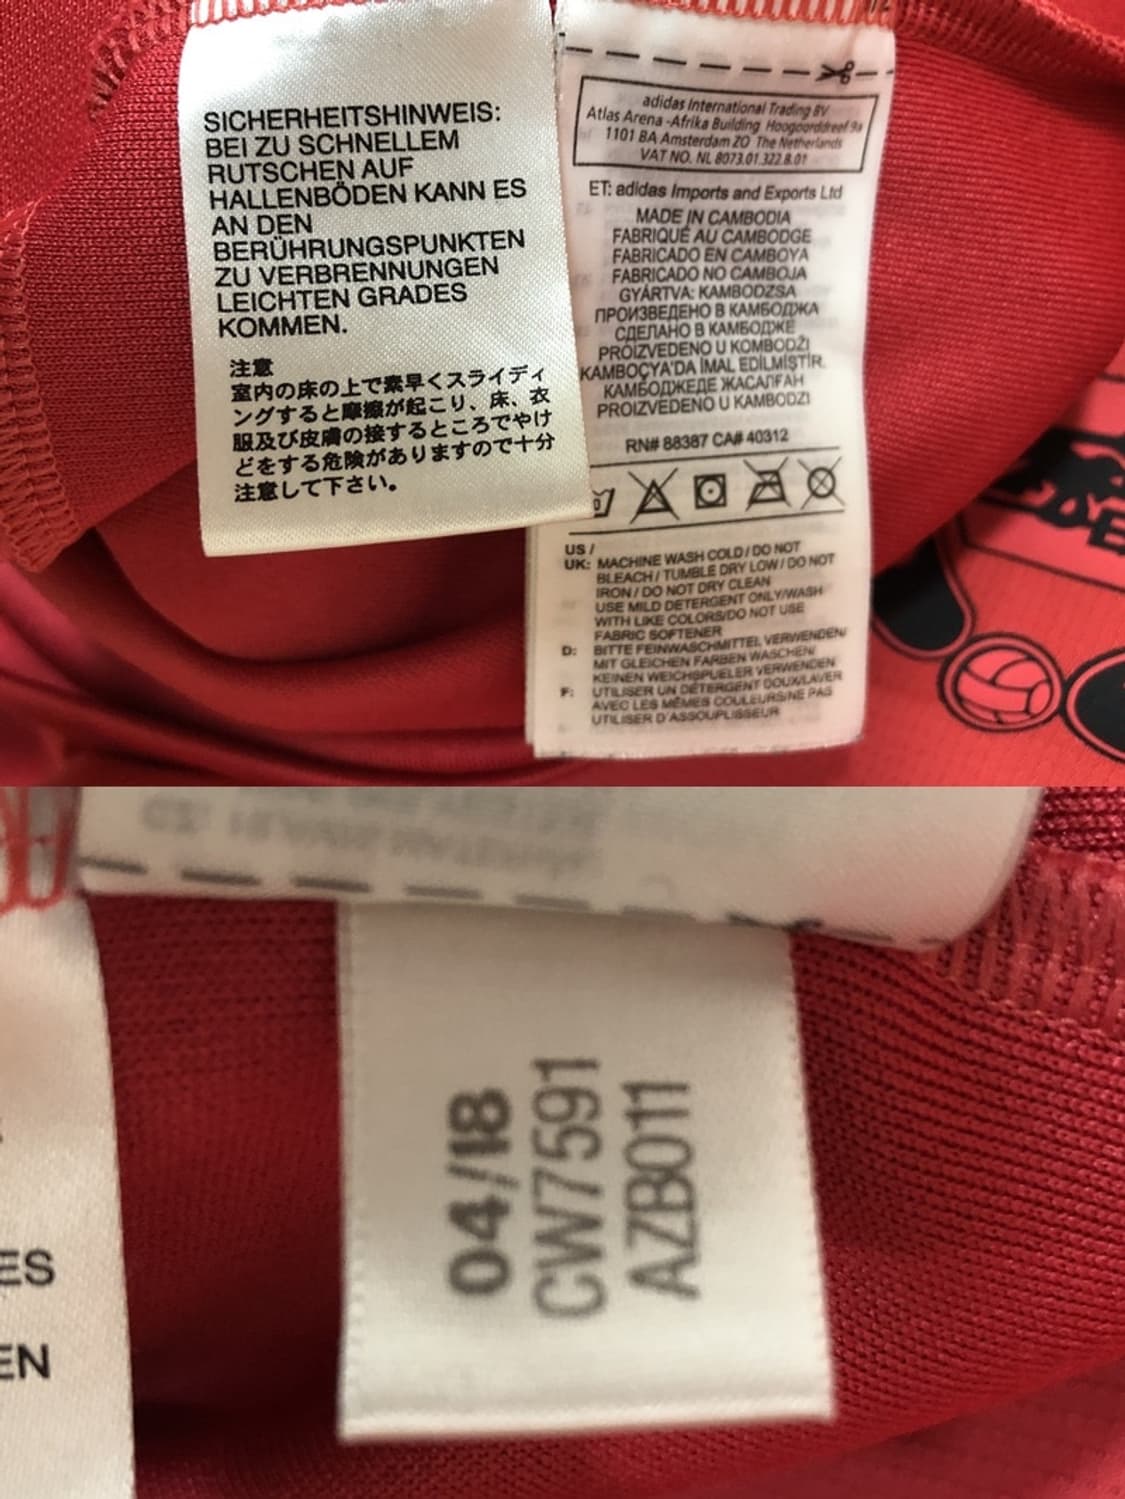 SICHERHEITSHINWEIS:
BEI ZU SCHNELLEM
RUTSCHEN AUF
HALLENBÖDEN KANN ES
AN DEN
BERÜHRUNGSPUNKTEN
ZU VERBRENNUNGEN
LEICHTEN GRADES
KOMMEN.
注意
室内の床の上で素早くスライディ
ングすると摩擦が起こり、床、衣
服及び皮膚の接するところでやけ
どをする危険がありますので十分
注意して下さい。
adidas International Trading BV
Atlas Arena -Afrika Building Hoogoorddreef 9a
1101 BA Amsterdam ZO The Netherlands
VAT NO. NL 8073.01.322.B.01
ET: adidas Imports and Exports Ltd
MADE IN CAMBODIA
FABRIQUÉ AU CAMBODGE
FABRICADO EN CAMBOYA
FABRICADO NO CAMBOJA
GYÁRTVA: KAMBODZSA
ПРОИЗВЕДЕНО В КАМБОДЖА
СДЕЛАНО В КАМБОДЖЕ
PROIZVEDENO U KOMBODŽI
KAMBOÇYA'DA İMAL EDİLMİŞTİR.
КАМБОДЖЕДЕ ЖАСАЛҒАН
PROIZVEDENO U KAMBODZI
RN# 88387 CA# 40312
US /
UK: MACHINE WASH COLD / DO NOT
BLEACH / TUMBLE DRY LOW / DO NOT
IRON / DO NOT DRY CLEAN
USE MILD DETERGENT ONLY/WASH
WITH LIKE COLORS/DO NOT USE
FABRIC SOFTENER
D: BITTE FEINWASCHMITTEL VERWENDEN/
MIT GLEICHEN FARBEN WASCHEN/
KEINEN WEICHSPUELER VERWENDEN
F: UTILISER UN DÉTERGENT DOUX/LAVER
AVEC LES MÊMES COULEURS/NE PAS
UTILISER D'ASSOUPLISSEUR
04/18
CW7591
AZB011
ES
EN